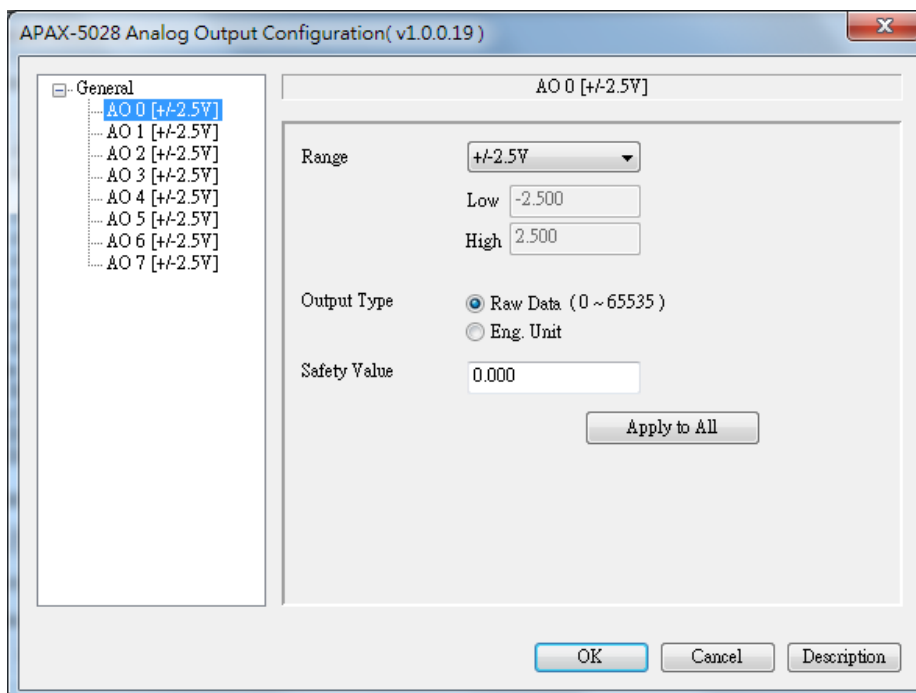 APAX-5028 Analog Output Configuration( v1.0.0.19 )
General
AO 0 [+/-2.5V]
AO 1 [+/-2.5V]
AO 2 [+/-2.5V]
AO 3 [+/-2.5V]
AO 4 [+/-2.5V]
AO 5 [+/-2.5V]
AO 6 [+/-2.5V]
AO 7 [+/-2.5V]
AO 0 [+/-2.5V]
Range +/-2.5V
Low -2.500
High 2.500
Output Type Raw Data ( 0 ~ 65535 )
Eng. Unit
Safety Value 0.000
Apply to All
OK Cancel Description